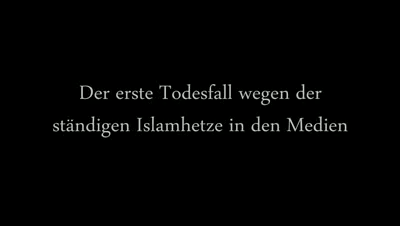 Der erste Todesfall wegen der
ständigen Islamhetze in den Medien